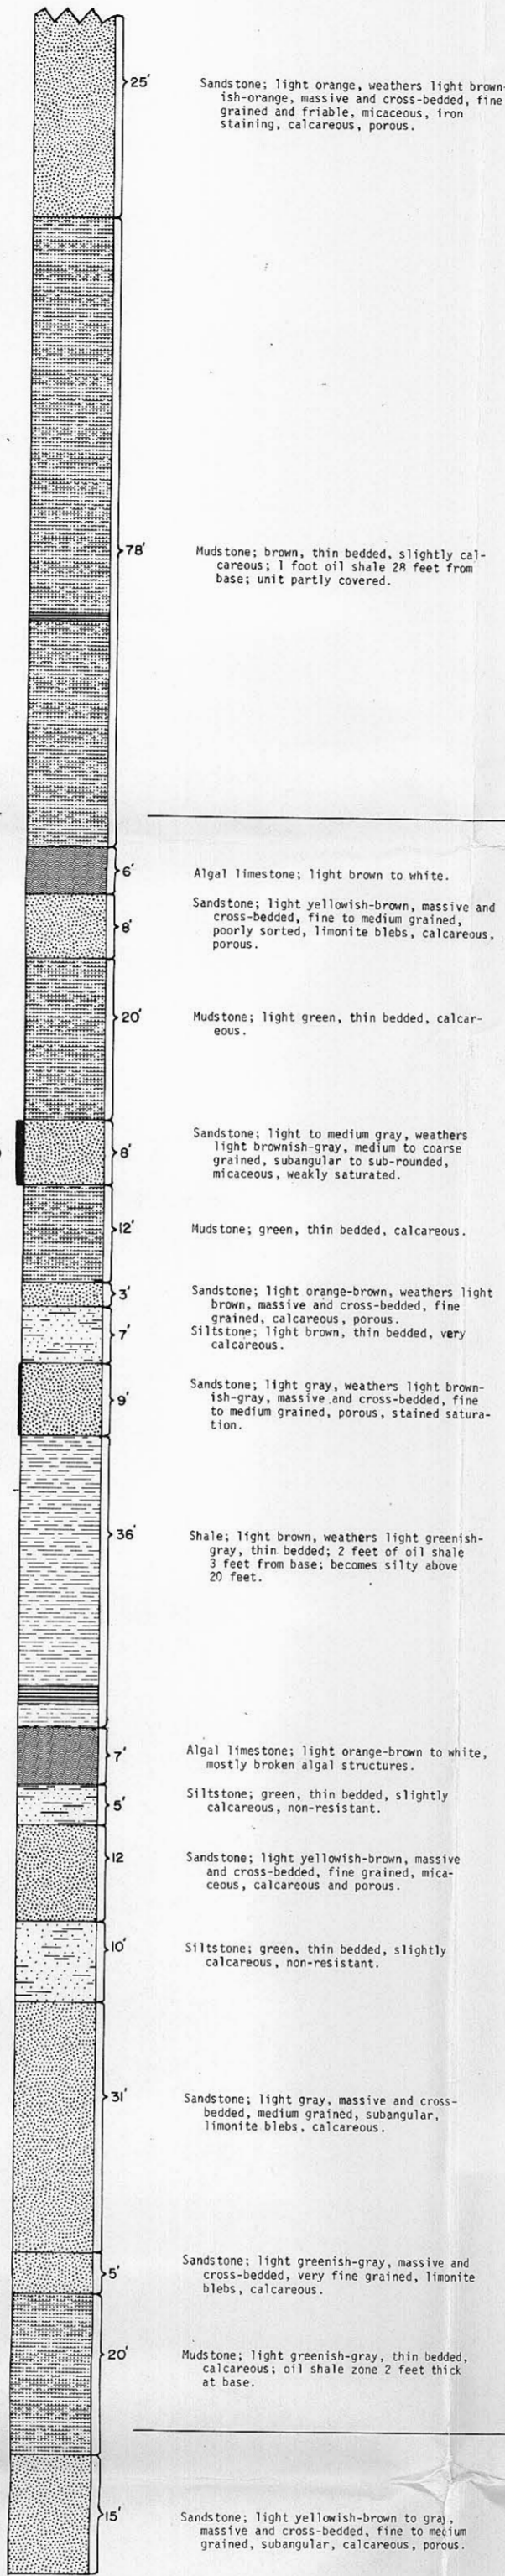 25'
Sandstone; light orange, weathers light brown-
ish-orange, massive and cross-bedded, fine
grained and friable, micaceous, iron
staining, calcareous, porous.
78'
Mudstone; brown, thin bedded, slightly cal-
careous; 1 foot oil shale 28 feet from
base; unit partly covered.
6'
Algal limestone; light brown to white.
8'
Sandstone; light yellowish-brown, massive and
cross-bedded, fine to medium grained,
poorly sorted, limonite blebs, calcareous,
porous.
20'
Mudstone; light green, thin bedded, calcar-
eous.
8'
Sandstone; light to medium gray, weathers
light brownish-gray, medium to coarse
grained, subangular to sub-rounded,
micaceous, weakly saturated.
12'
Mudstone; green, thin bedded, calcareous.
3'
Sandstone; light orange-brown, weathers light
brown, massive and cross-bedded, fine
grained, calcareous, porous.
7'
Siltstone; light brown, thin bedded, very
calcareous.
9'
Sandstone; light gray, weathers light brown-
ish-gray, massive and cross-bedded, fine
to medium grained, porous, stained satura-
tion.
36'
Shale; light brown, weathers light greenish-
gray, thin bedded; 2 feet of oil shale
3 feet from base; becomes silty above
20 feet.
7'
Algal limestone; light orange-brown to white,
mostly broken algal structures.
5'
Siltstone; green, thin bedded, slightly
calcareous, non-resistant.
12
Sandstone; light yellowish-brown, massive
and cross-bedded, fine grained, mica-
ceous, calcareous and porous.
10'
Siltstone; green, thin bedded, slightly
calcareous, non-resistant.
31'
Sandstone; light gray, massive and cross-
bedded, medium grained, subangular,
limonite blebs, calcareous.
5'
Sandstone; light greenish-gray, massive and
cross-bedded, very fine grained, limonite
blebs, calcareous.
20'
Mudstone; light greenish-gray, thin bedded,
calcareous; oil shale zone 2 feet thick
at base.
15'
Sandstone; light yellowish-brown to gray,
massive and cross-bedded, fine to medium
grained, subangular, calcareous, porous.